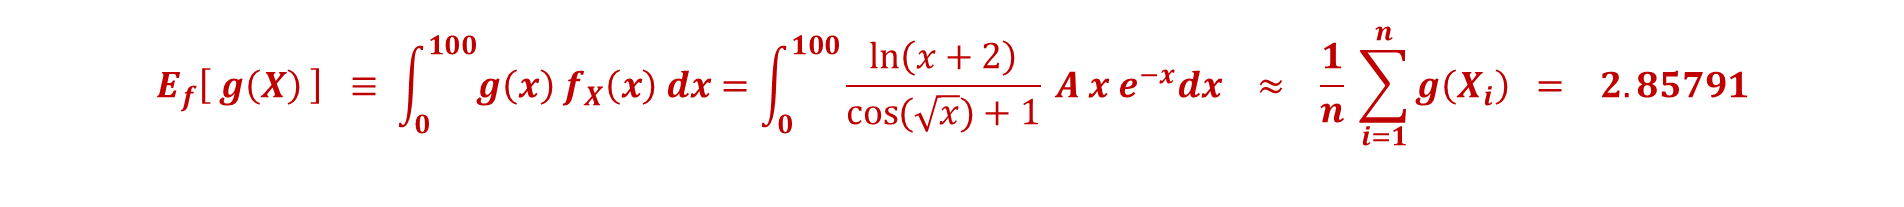 E_f[ g(X) ] ≡ ∫_0^100 g(x) f_X(x) dx = ∫_0^100 ln(x + 2) / (cos(√x) + 1) A x e^−x dx ≈ 1/n ∑_{i=1}^n g(X_i) = 2.85791